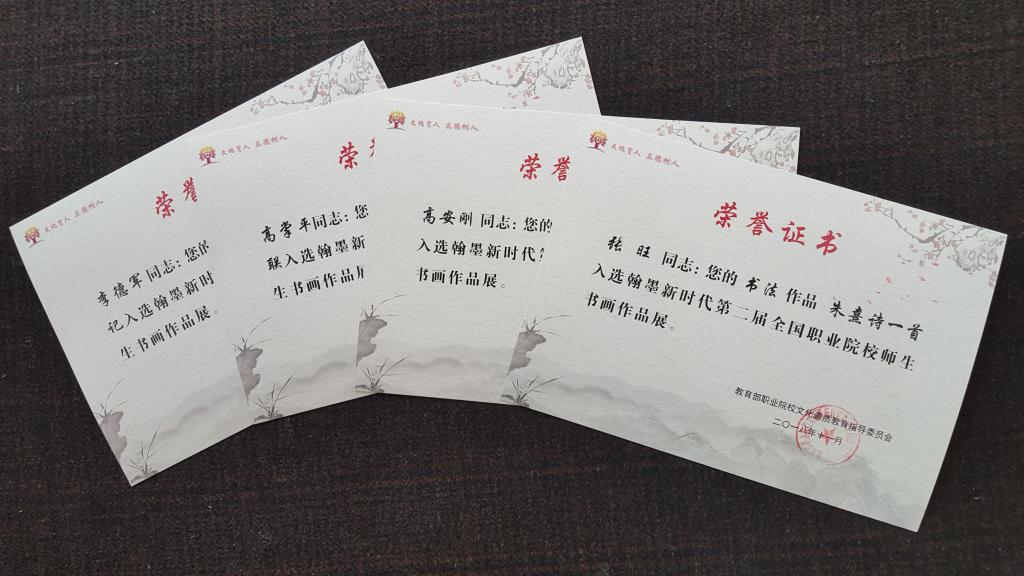 文化育人 立德树人
荣誉
李德军 同志：您的
记入选翰墨新时
生书画作品展。
文化育人 立德树人
荣誉
高学平同志：您
联入选翰墨新
生书画作品展
文化育人 立德树人
荣誉
高安刚 同志：您的
入选翰墨新时代
书画作品展。
文化育人 立德树人
荣誉证书
张旺 同志：您的 书法 作品 朱熹诗一首
入选翰墨新时代第二届全国职业院校师生
书画作品展。
教育部职业院校文化素质教育指导委员会
二〇一八年十一月